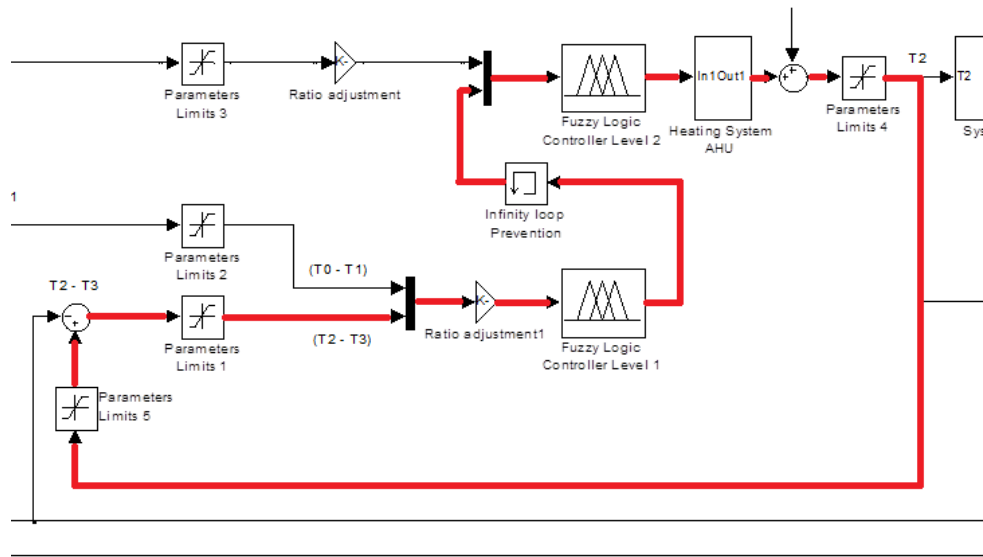 T2
K-
In1Out1
+
+
T2
Parameters
Limits 3
Ratio adjustment
Fuzzy Logic
Controller Level 2
Heating System
AHU
Parameters
Limits 4
Sys
1
Infinity loop
Prevention
Parameters
Limits 2
(T0 - T1)
T2 - T3
K-
-
+
Parameters
Limits 1
(T2 - T3)
Ratio adjustment1
Fuzzy Logic
Controller Level 1
Parameters
Limits 5